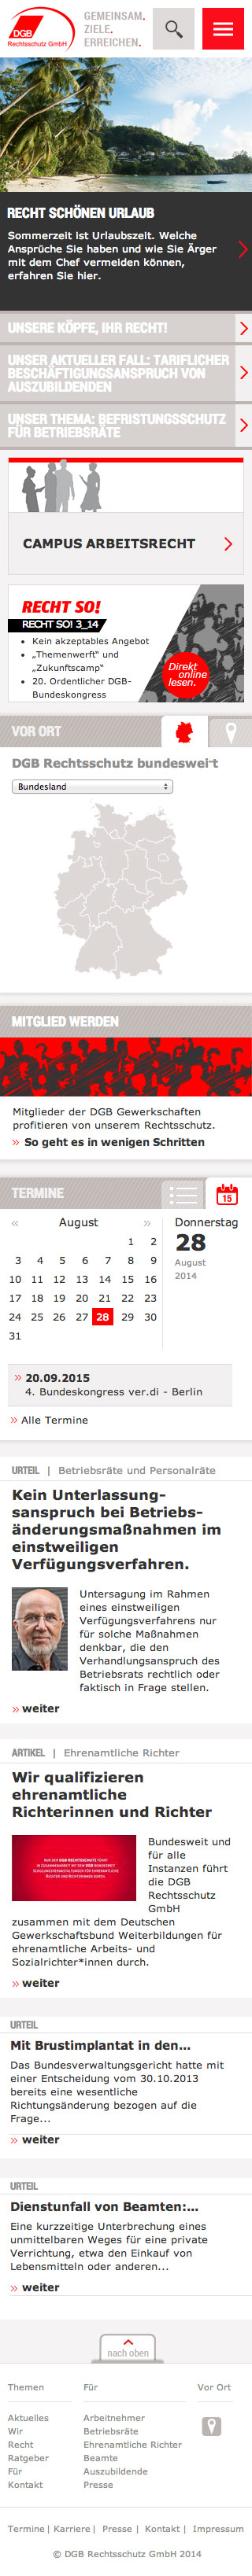 DGB
Rechtsschutz GmbH
GEMEINSAM.
ZIELE.
ERREICHEN.
RECHT SCHÖNEN URLAUB
Sommerzeit ist Urlaubszeit. Welche
Ansprüche Sie haben und wie Sie Ärger
mit dem Chef vermeiden können,
erfahren Sie hier.
UNSERE KÖPFE, IHR RECHT!
UNSER AKTUELLER FALL: TARIFLICHER
BESCHÄFTIGUNGSANSPRUCH VON
AUSZUBILDENDEN
UNSER THEMA: BEFRISTUNGSSCHUTZ
FÜR BETRIEBSRÄTE
CAMPUS ARBEITSRECHT
RECHT SO!
RECHT SO! 3_14
• Kein akzeptables Angebot
• „Themenwerft“ und
„Zukunftscamp“
• 20. Ordentlicher DGB-
Bundeskongress
Direkt
online
lesen.
VOR ORT
DGB Rechtsschutz bundeswei-t
Bundesland
MITGLIED WERDEN
Mitglieder der DGB Gewerkschaften
profitieren von unserem Rechtsschutz.
» So geht es in wenigen Schritten
TERMINE
15
« August »
1 2
3 4 5 6 7 8 9
10 11 12 13 14 15 16
17 18 19 20 21 22 23
24 25 26 27 28 29 30
31
Donnerstag
28
August
2014
» 20.09.2015
4. Bundeskongress ver.di - Berlin
» Alle Termine
URTEIL | Betriebsräte und Personalräte
Kein Unterlassung-
sanspruch bei Betriebs-
änderungsmaßnahmen im
einstweiligen
Verfügungsverfahren.
Untersagung im Rahmen
eines einstweiligen
Verfügungsverfahrens nur
für solche Maßnahmen
denkbar, die den
Verhandlungsanspruch des
Betriebsrats rechtlich oder
faktisch in Frage stellen.
» weiter
ARTIKEL | Ehrenamtliche Richter
Wir qualifizieren
ehrenamtliche
Richterinnen und Richter
Bundesweit und
für alle
Instanzen führt
die DGB
Rechtsschutz
GmbH
zusammen mit dem Deutschen
Gewerkschaftsbund Weiterbildungen für
ehrenamtliche Arbeits- und
Sozialrichter*innen durch.
» weiter
URTEIL
Mit Brustimplantat in den...
Das Bundesverwaltungsgericht hatte mit
einer Entscheidung vom 30.10.2013
bereits eine wesentliche
Richtungsänderung bezogen auf die
Frage...
» weiter
URTEIL
Dienstunfall von Beamten:...
Eine kurzzeitige Unterbrechung eines
unmittelbaren Weges für eine private
Verrichtung, etwa den Einkauf von
Lebensmitteln oder anderen...
» weiter
nach oben
Themen
Aktuelles
Wir
Recht
Ratgeber
Für
Kontakt
Für
Arbeitnehmer
Betriebsräte
Ehrenamtliche Richter
Beamte
Auszubildende
Presse
Vor Ort
Termine | Karriere | Presse | Kontakt | Impressum
© DGB Rechtsschutz GmbH 2014